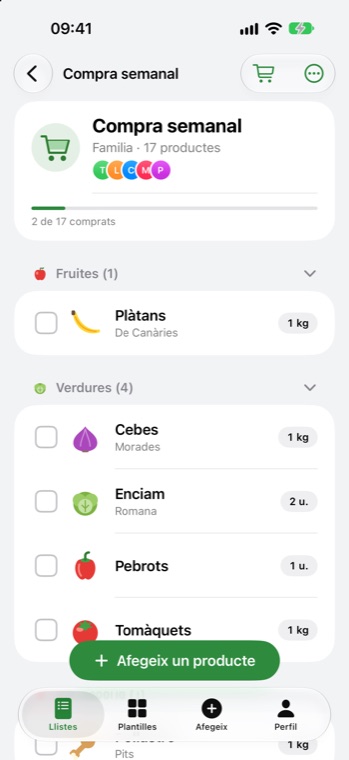 09:41
Compra semanal
Compra semanal
Familia · 17 productes
T L C M P
2 de 17 comprats
Fruites (1)
Plàtans
1 kg
De Canàries
Verdures (4)
Cebes
1 kg
Morades
Enciam
2 u.
Romana
Pebrots
1 u.
Tomàquets
1 kg
+ Afegeix un producte
Llistes
Plantilles
Afegeix
Perfil
Pits
1 kg